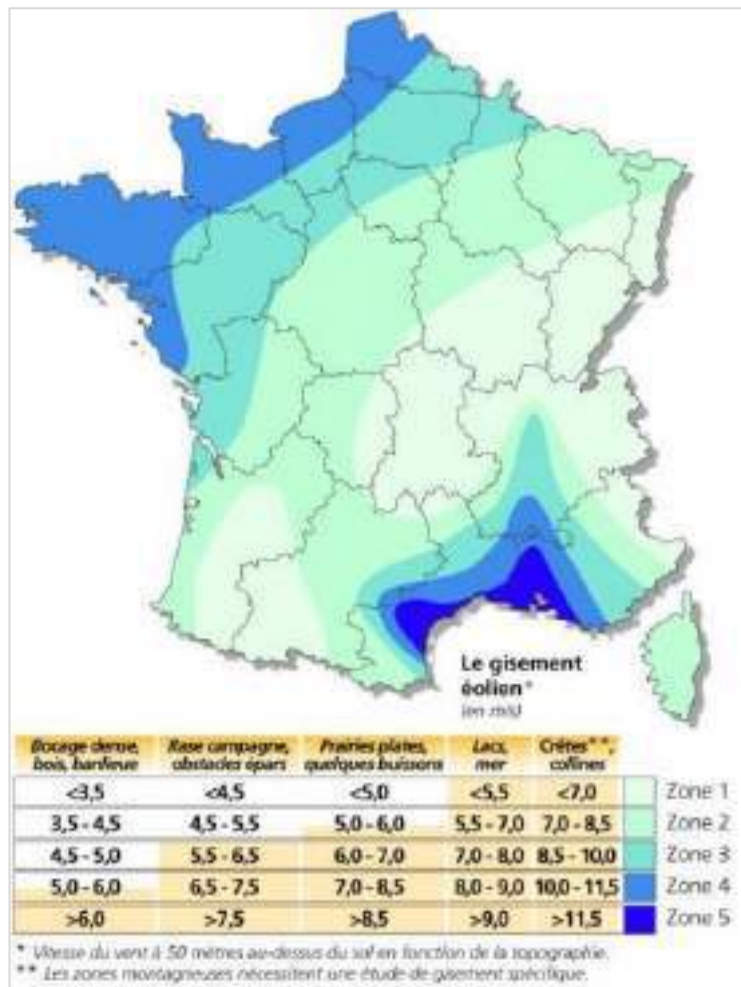 Le gisement
éolien*
(en m/s)
Bocage dense, bois, banlieue Rase campagne, obstacles épars Prairies plates, quelques buissons Lacs, mer Crêtes**, collines
<3,5 <4,5 <5,0 <5,5 <7,0 Zone 1
3,5 - 4,5 4,5 - 5,5 5,0 - 6,0 5,5 - 7,0 7,0 - 8,5 Zone 2
4,5 - 5,0 5,5 - 6,5 6,0 - 7,0 7,0 - 8,0 8,5 - 10,0 Zone 3
5,0 - 6,0 6,5 - 7,5 7,0 - 8,5 8,0 - 9,0 10,0 - 11,5 Zone 4
>6,0 >7,5 >8,5 >9,0 >11,5 Zone 5
* Vitesse du vent à 50 mètres au-dessus du sol en fonction de la topographie.
** Les zones montagneuses nécessitent une étude de gisement spécifique.